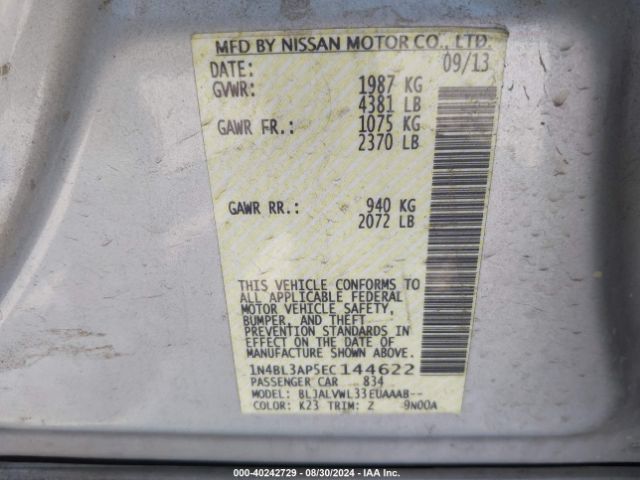 MFD BY NISSAN MOTOR CO., LTD.
DATE: 09/13
GVWR: 1987 KG
4381 LB
GAWR FR.: 1075 KG
2370 LB
GAWR RR.: 940 KG
2072 LB
THIS VEHICLE CONFORMS TO
ALL APPLICABLE FEDERAL
MOTOR VEHICLE SAFETY,
BUMPER, AND THEFT
PREVENTION STANDARDS IN
EFFECT ON THE DATE OF
MANUFACTURE SHOWN ABOVE.
1N4BL3AP5EC144622
PASSENGER CAR 834
MODEL: BLJALVWL33EUAAAB--
COLOR: K23 TRIM: Z 9N00A
000-40242729 - 08/30/2024 - IAA Inc.